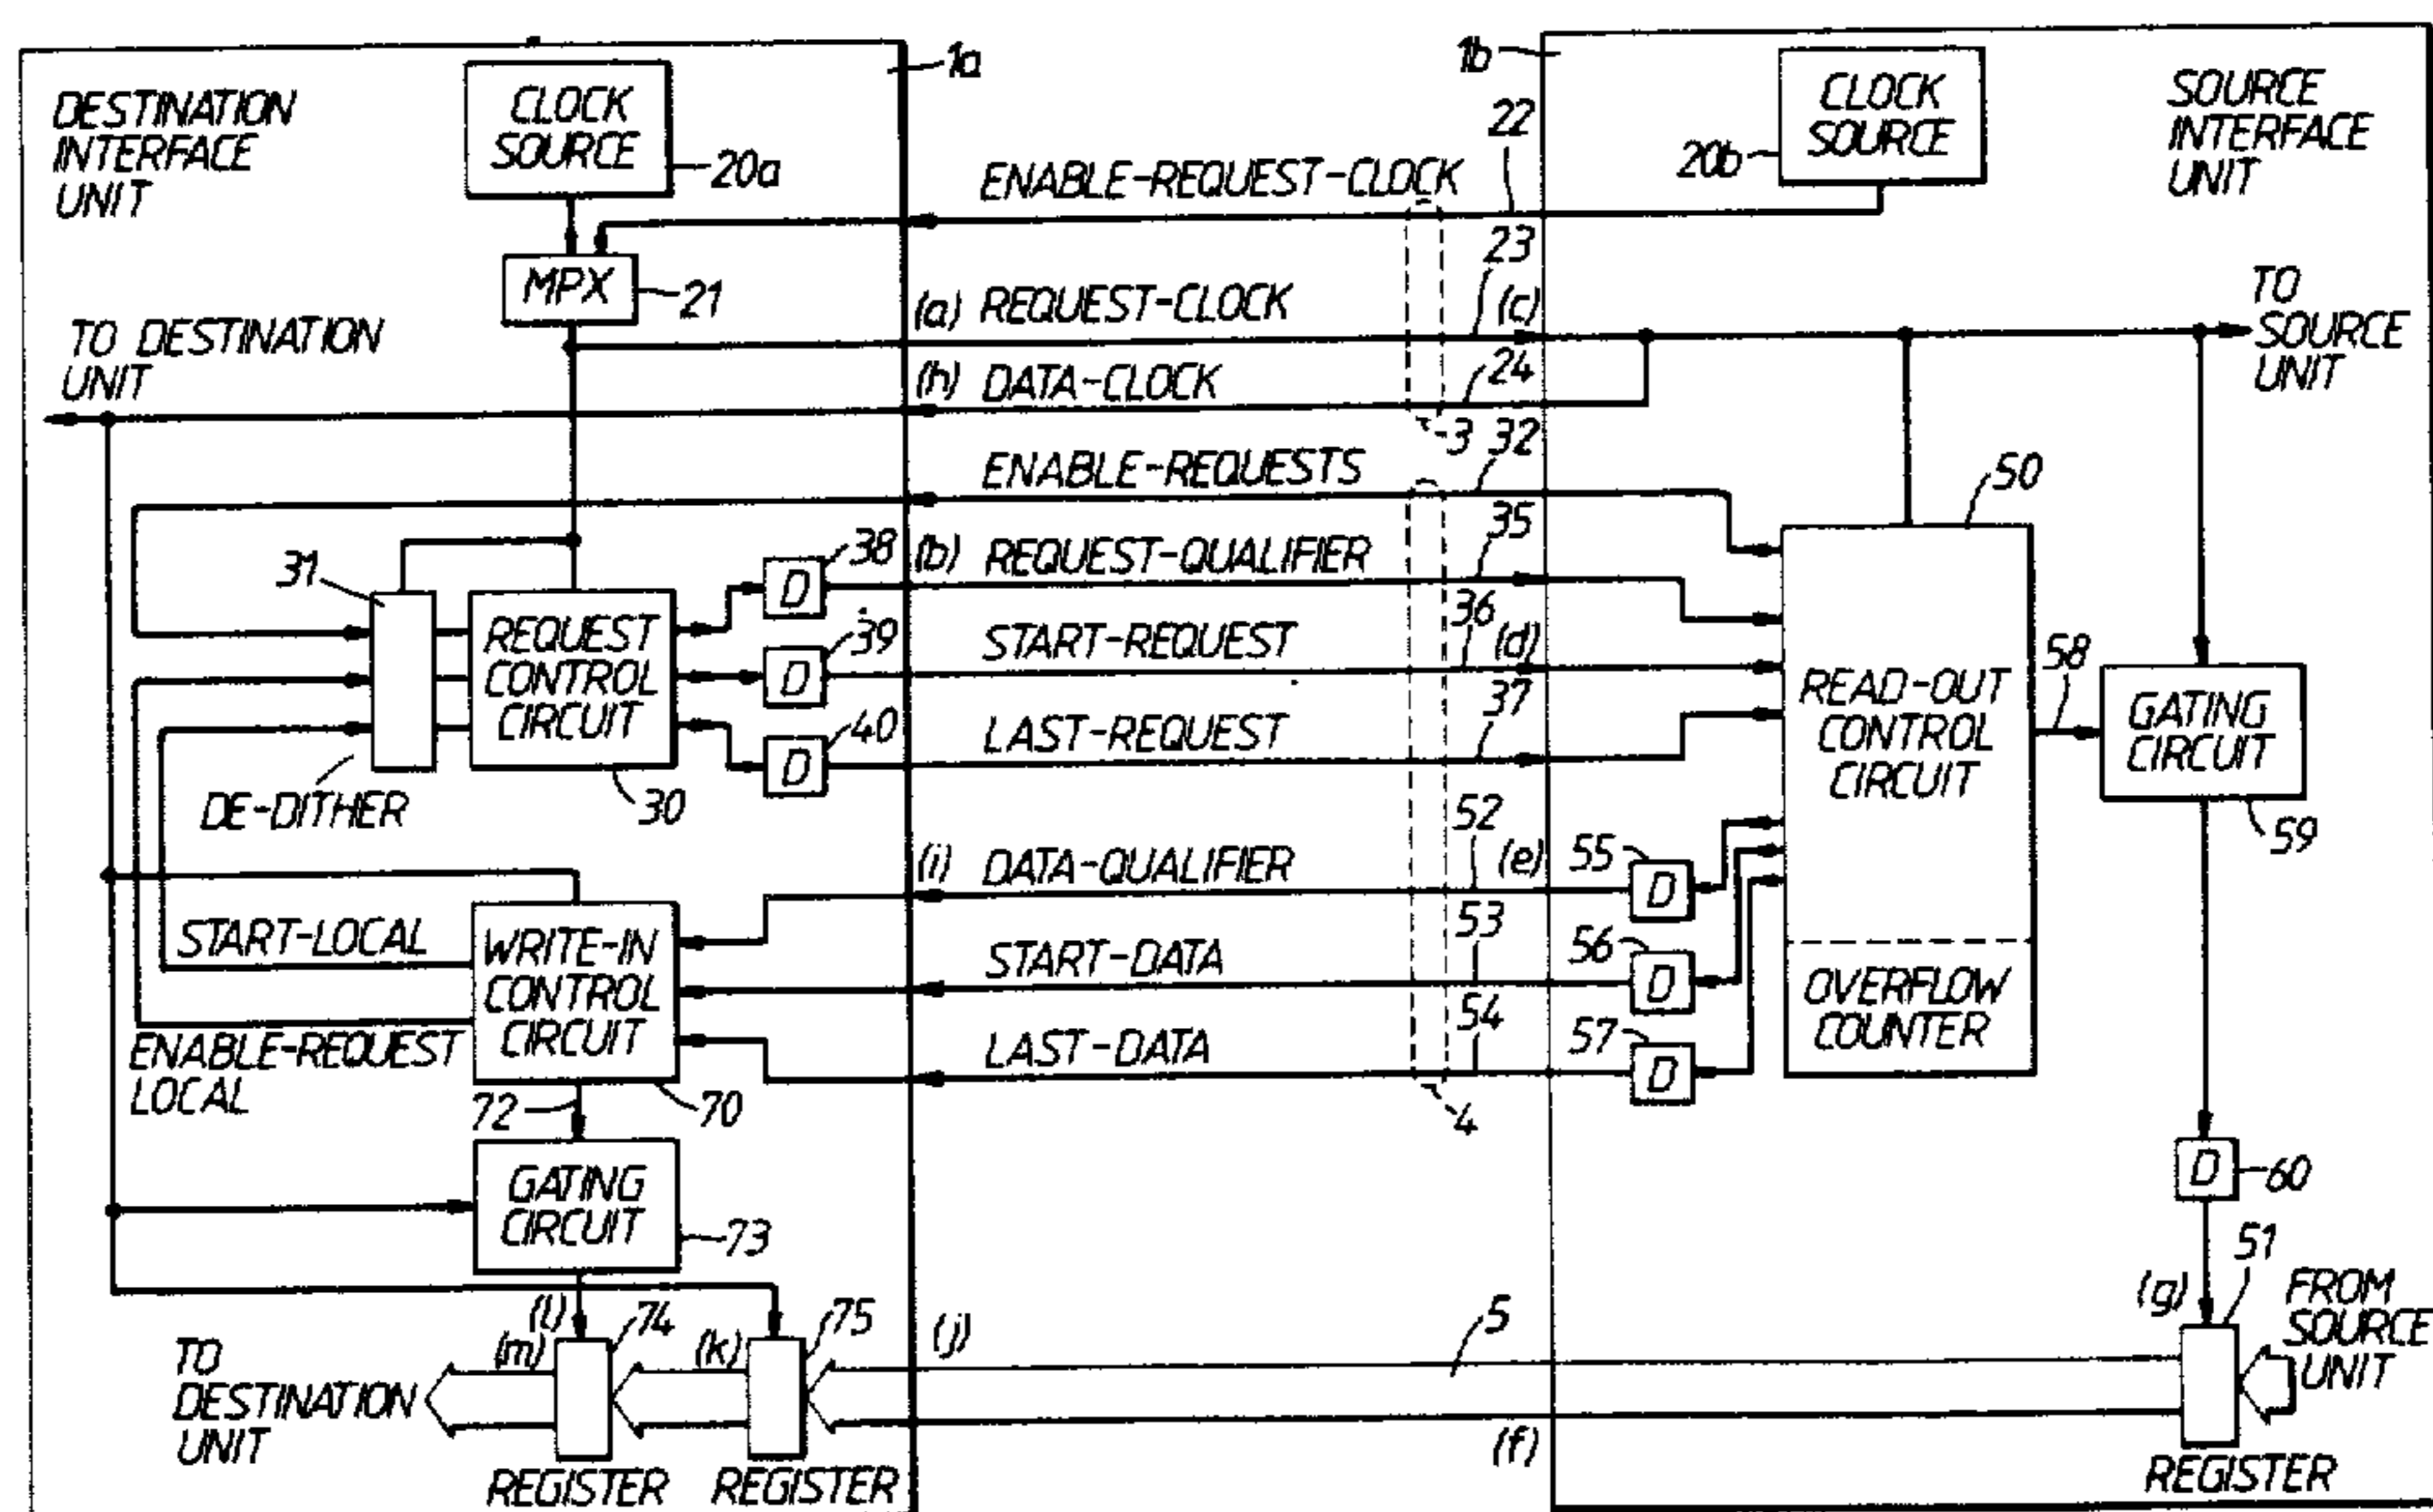 1a
1b
DESTINATION
INTERFACE
UNIT
CLOCK
SOURCE
20a
ENABLE-REQUEST-CLOCK
22
CLOCK
SOURCE
20b
SOURCE
INTERFACE
UNIT
MPX
21
23
(a) REQUEST-CLOCK (c)
TO
SOURCE
UNIT
TO DESTINATION
UNIT
(h) DATA-CLOCK
24
3
32
ENABLE-REQUESTS
50
31
38
D
(b) REQUEST-QUALIFIER
35
REQUEST
CONTROL
CIRCUIT
39
D
START-REQUEST
36
(d)
40
D
LAST-REQUEST
37
READ-OUT
CONTROL
CIRCUIT
58
GATING
CIRCUIT
59
DE-DITHER
30
52
(i) DATA-QUALIFIER (e)
55
D
START-LOCAL
WRITE-IN
CONTROL
CIRCUIT
START-DATA
53
56
D
OVERFLOW
COUNTER
ENABLE-REQUEST
LOCAL
LAST-DATA
54
57
D
72
70
4
GATING
CIRCUIT
73
D
60
51
(l)
74
(m)
(k)
75
(j)
5
(g)
FROM
SOURCE
UNIT
TO
DESTINATION
UNIT
(f)
REGISTER
REGISTER
REGISTER